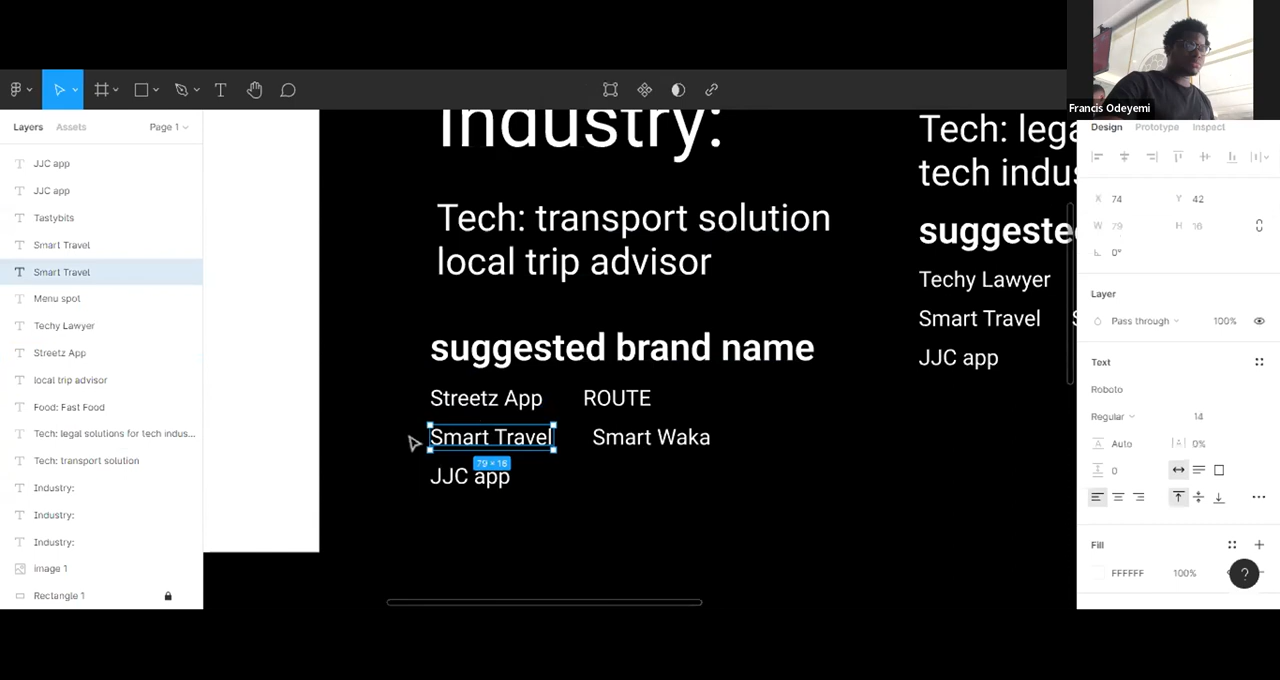 Francis Odeyemi
Layers Assets Page 1
JJC app
JJC app
Tastybits
Smart Travel
Smart Travel
Menu spot
Techy Lawyer
Streetz App
local trip advisor
Food: Fast Food
Tech: legal solutions for tech indus...
Tech: transport solution
Industry:
Industry:
Industry:
image 1
Rectangle 1
Industry:
Tech: transport solution
local trip advisor
suggested brand name
Streetz App ROUTE
Smart Travel Smart Waka
79 × 16
JJC app
Tech: lega
tech indus
suggeste
Techy Lawyer
Smart Travel S
JJC app
Design Prototype Inspect
X 74 Y 42
W 79 H 16
0°
Layer
Pass through 100%
Text
Roboto
Regular 14
A Auto |A| 0%
0
Fill
FFFFFF 100%
?